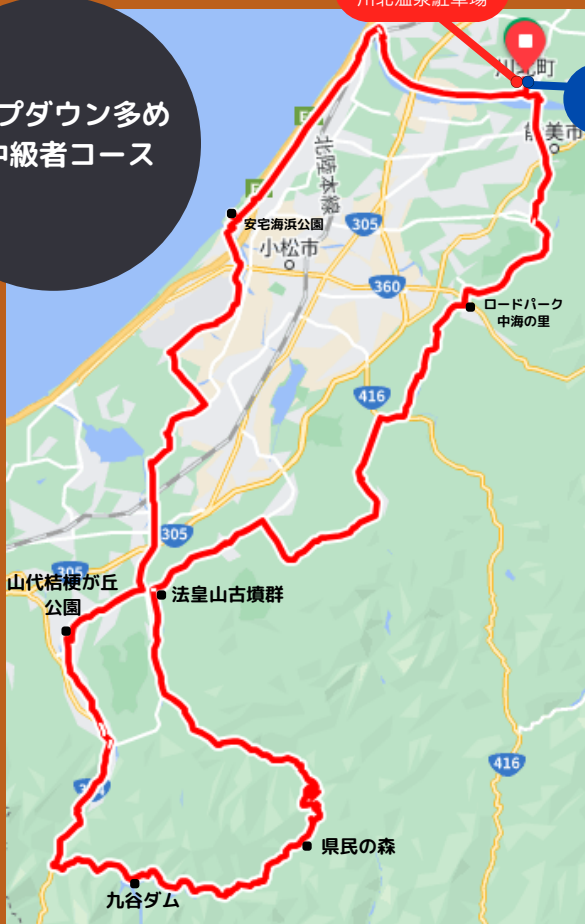 川北温泉駐車場
川北町
プダウン多め
中級者コース
能美市
北陸本線
安宅海浜公園
305
小松市
360
ロードパーク
中海の里
416
305
305
山代桔梗が丘
公園
法皇山古墳群
416
県民の森
九谷ダム